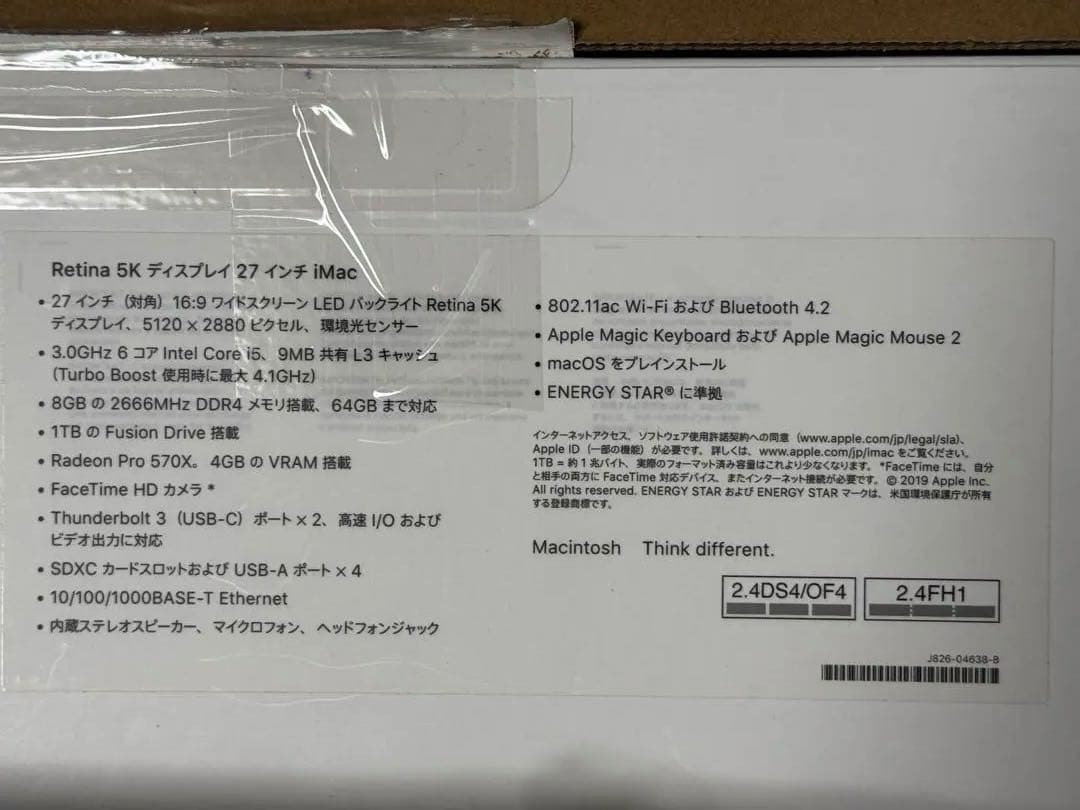 Retina 5K ディスプレイ 27 インチ iMac
• 27 インチ（対角）16:9 ワイドスクリーン LED バックライト Retina 5K
ディスプレイ、5120 × 2880 ピクセル、環境光センサー
• 3.0GHz 6 コア Intel Core i5、9MB 共有 L3 キャッシュ
（Turbo Boost 使用時に最大 4.1GHz）
• 8GB の 2666MHz DDR4 メモリ搭載、64GB まで対応
• 1TB の Fusion Drive 搭載
• Radeon Pro 570X。4GB の VRAM 搭載
• FaceTime HD カメラ *
• Thunderbolt 3（USB-C）ポート × 2、高速 I/O および
ビデオ出力に対応
• SDXC カードスロットおよび USB-A ポート × 4
• 10/100/1000BASE-T Ethernet
• 内蔵ステレオスピーカー、マイクロフォン、ヘッドフォンジャック
• 802.11ac Wi-Fi および Bluetooth 4.2
• Apple Magic Keyboard および Apple Magic Mouse 2
• macOS をプレインストール
• ENERGY STAR® に準拠
インターネットアクセス、ソフトウェア使用許諾契約への同意（www.apple.com/jp/legal/sla）、
Apple ID（一部の機能）が必要です。詳しくは、www.apple.com/jp/imac をご覧ください。
1TB = 約 1 兆バイト、実際のフォーマット済み容量はこれより少なくなります。*FaceTime には、自分
と相手の両方に FaceTime 対応デバイス、またインターネット接続が必要です。© 2019 Apple Inc.
All rights reserved. ENERGY STAR および ENERGY STAR マークは、米国環境保護庁が所有
する登録商標です。
Macintosh Think different.
2.4DS4/OF4 2.4FH1
J826-04638-B